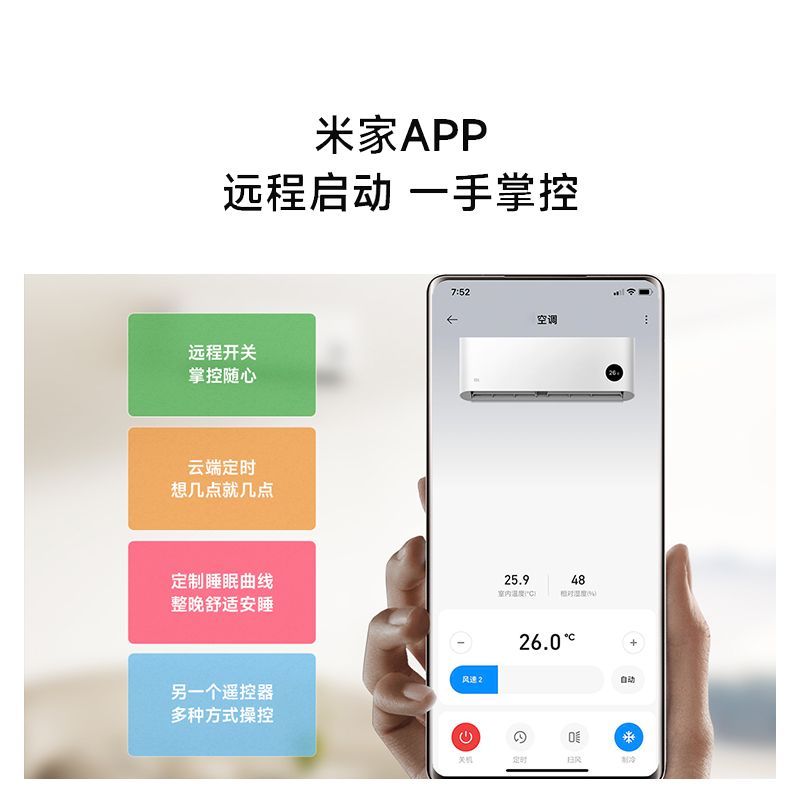 米家APP
远程启动 一手掌控
远程开关
掌控随心
云端定时
想几点就几点
定制睡眠曲线
整晚舒适安睡
另一个遥控器
多种方式操控
7:52
空调
26
25.9
48
室内温度(°C)
相对湿度(%)
26.0 °C
风速 2
自动
关机
定时
扫风
制冷